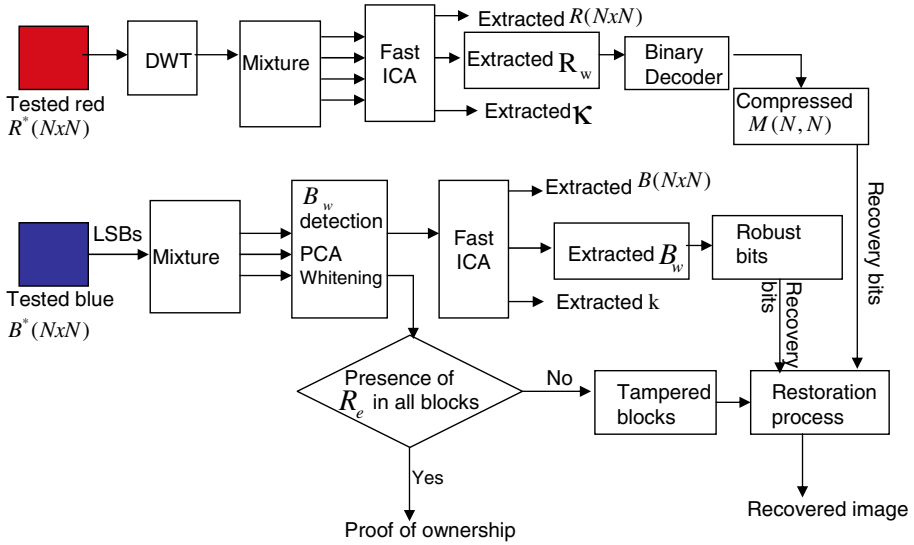 Tested red
R* (NxN)
DWT
Mixture
Fast
ICA
Extracted R(NxN)
Extracted R_w
Extracted K
Binary
Decoder
Compressed
M(N, N)
Recovery bits
Tested blue
B* (NxN)
LSBs
Mixture
B_w
detection
PCA
Whitening
Fast
ICA
Extracted B(NxN)
Extracted B_w
Extracted k
Robust
bits
Recovery
bits
Presence of
R_e in all blocks
No
Tampered
blocks
Restoration
process
Yes
Proof of ownership
Recovered image